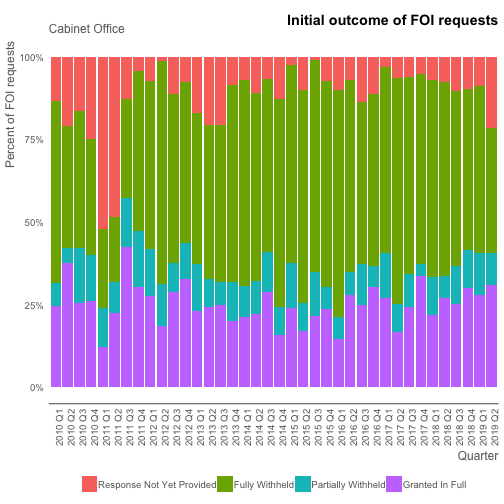 Initial outcome of FOI requests
Cabinet Office
Percent of FOI requests
100%
75%
50%
25%
0%
2010 Q1
2010 Q2
2010 Q3
2010 Q4
2011 Q1
2011 Q2
2011 Q3
2011 Q4
2012 Q1
2012 Q2
2012 Q3
2012 Q4
2013 Q1
2013 Q2
2013 Q3
2013 Q4
2014 Q1
2014 Q2
2014 Q3
2014 Q4
2015 Q1
2015 Q2
2015 Q3
2015 Q4
2016 Q1
2016 Q2
2016 Q3
2016 Q4
2017 Q1
2017 Q2
2017 Q3
2017 Q4
2018 Q1
2018 Q2
2018 Q3
2018 Q4
2019 Q1
2019 Q2
Quarter
Response Not Yet Provided Fully Withheld Partially Withheld Granted In Full